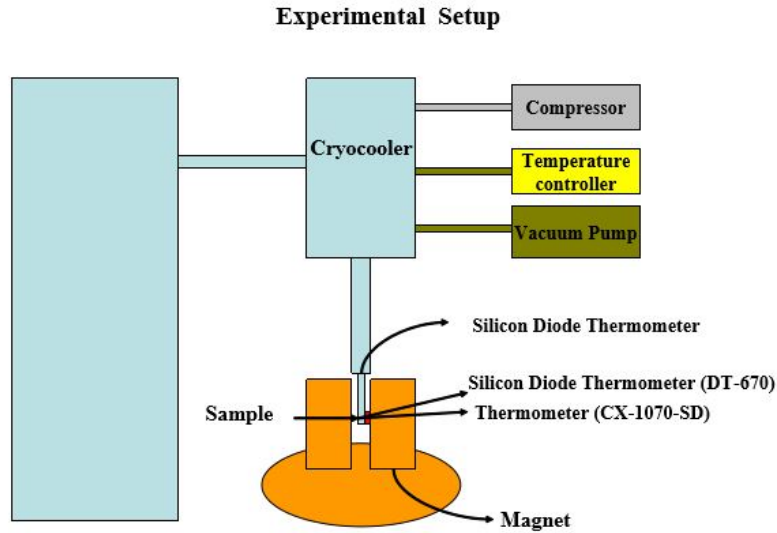 Experimental Setup
Compressor
Cryocooler
Temperature
controller
Vacuum Pump
Silicon Diode Thermometer
Silicon Diode Thermometer (DT-670)
Sample
Thermometer (CX-1070-SD)
Magnet